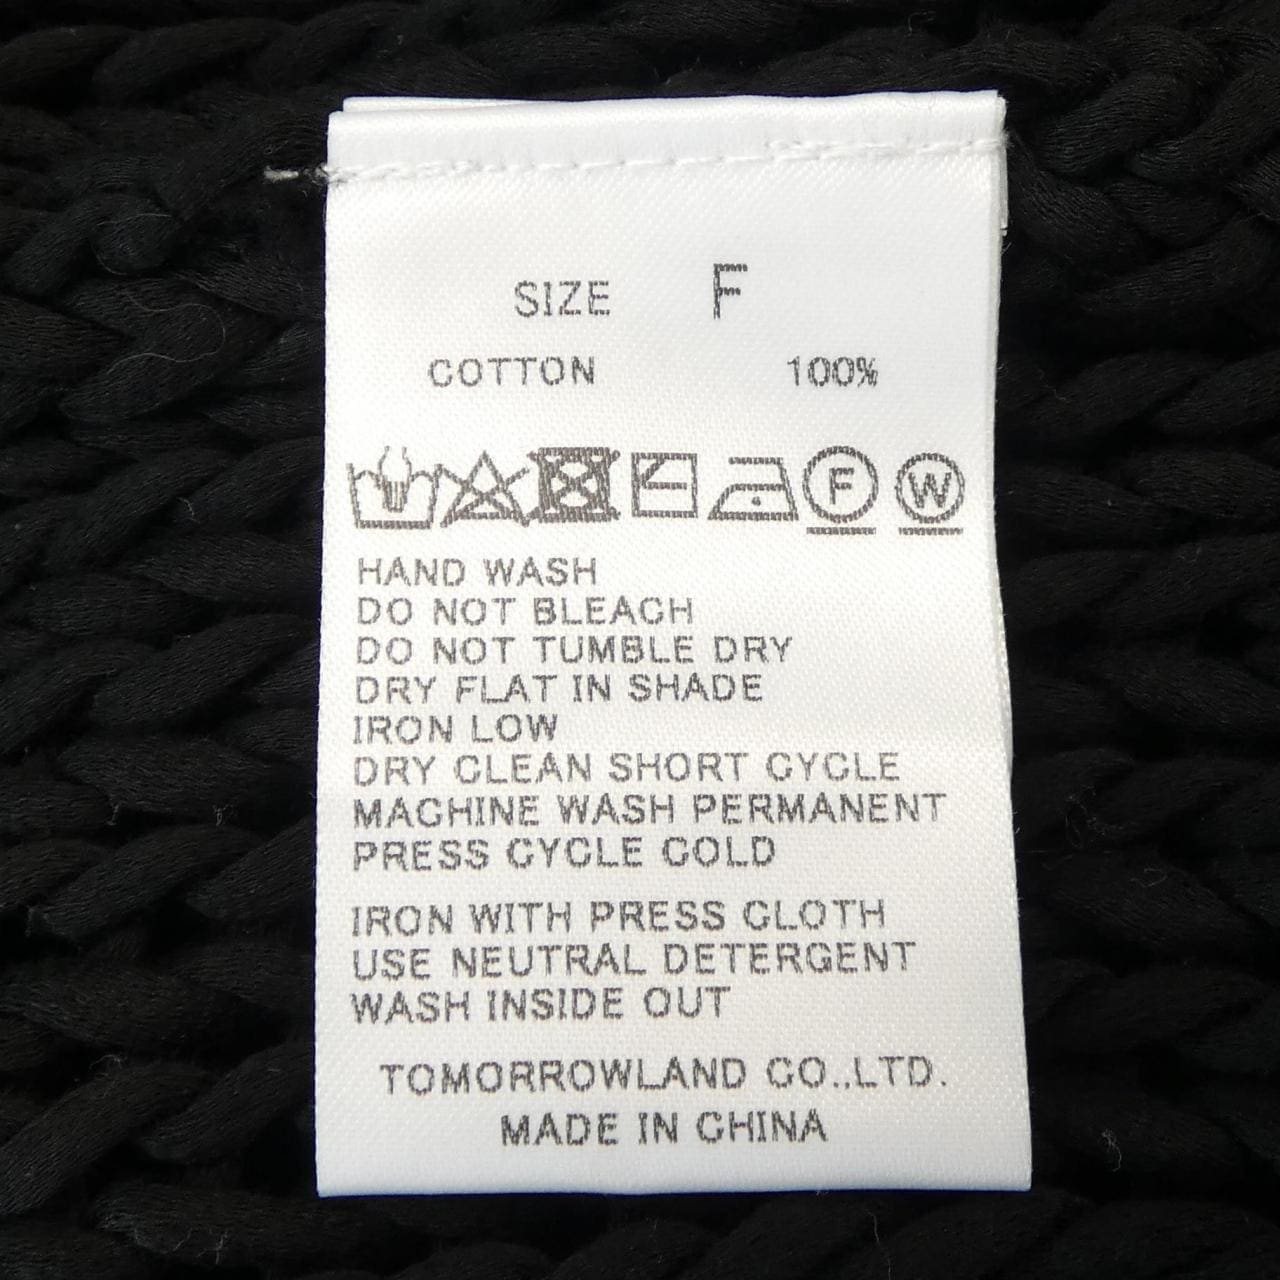 SIZE F
COTTON 100%
F W
HAND WASH
DO NOT BLEACH
DO NOT TUMBLE DRY
DRY FLAT IN SHADE
IRON LOW
DRY CLEAN SHORT CYCLE
MACHINE WASH PERMANENT
PRESS CYCLE COLD
IRON WITH PRESS CLOTH
USE NEUTRAL DETERGENT
WASH INSIDE OUT
TOMORROWLAND CO.,LTD.
MADE IN CHINA